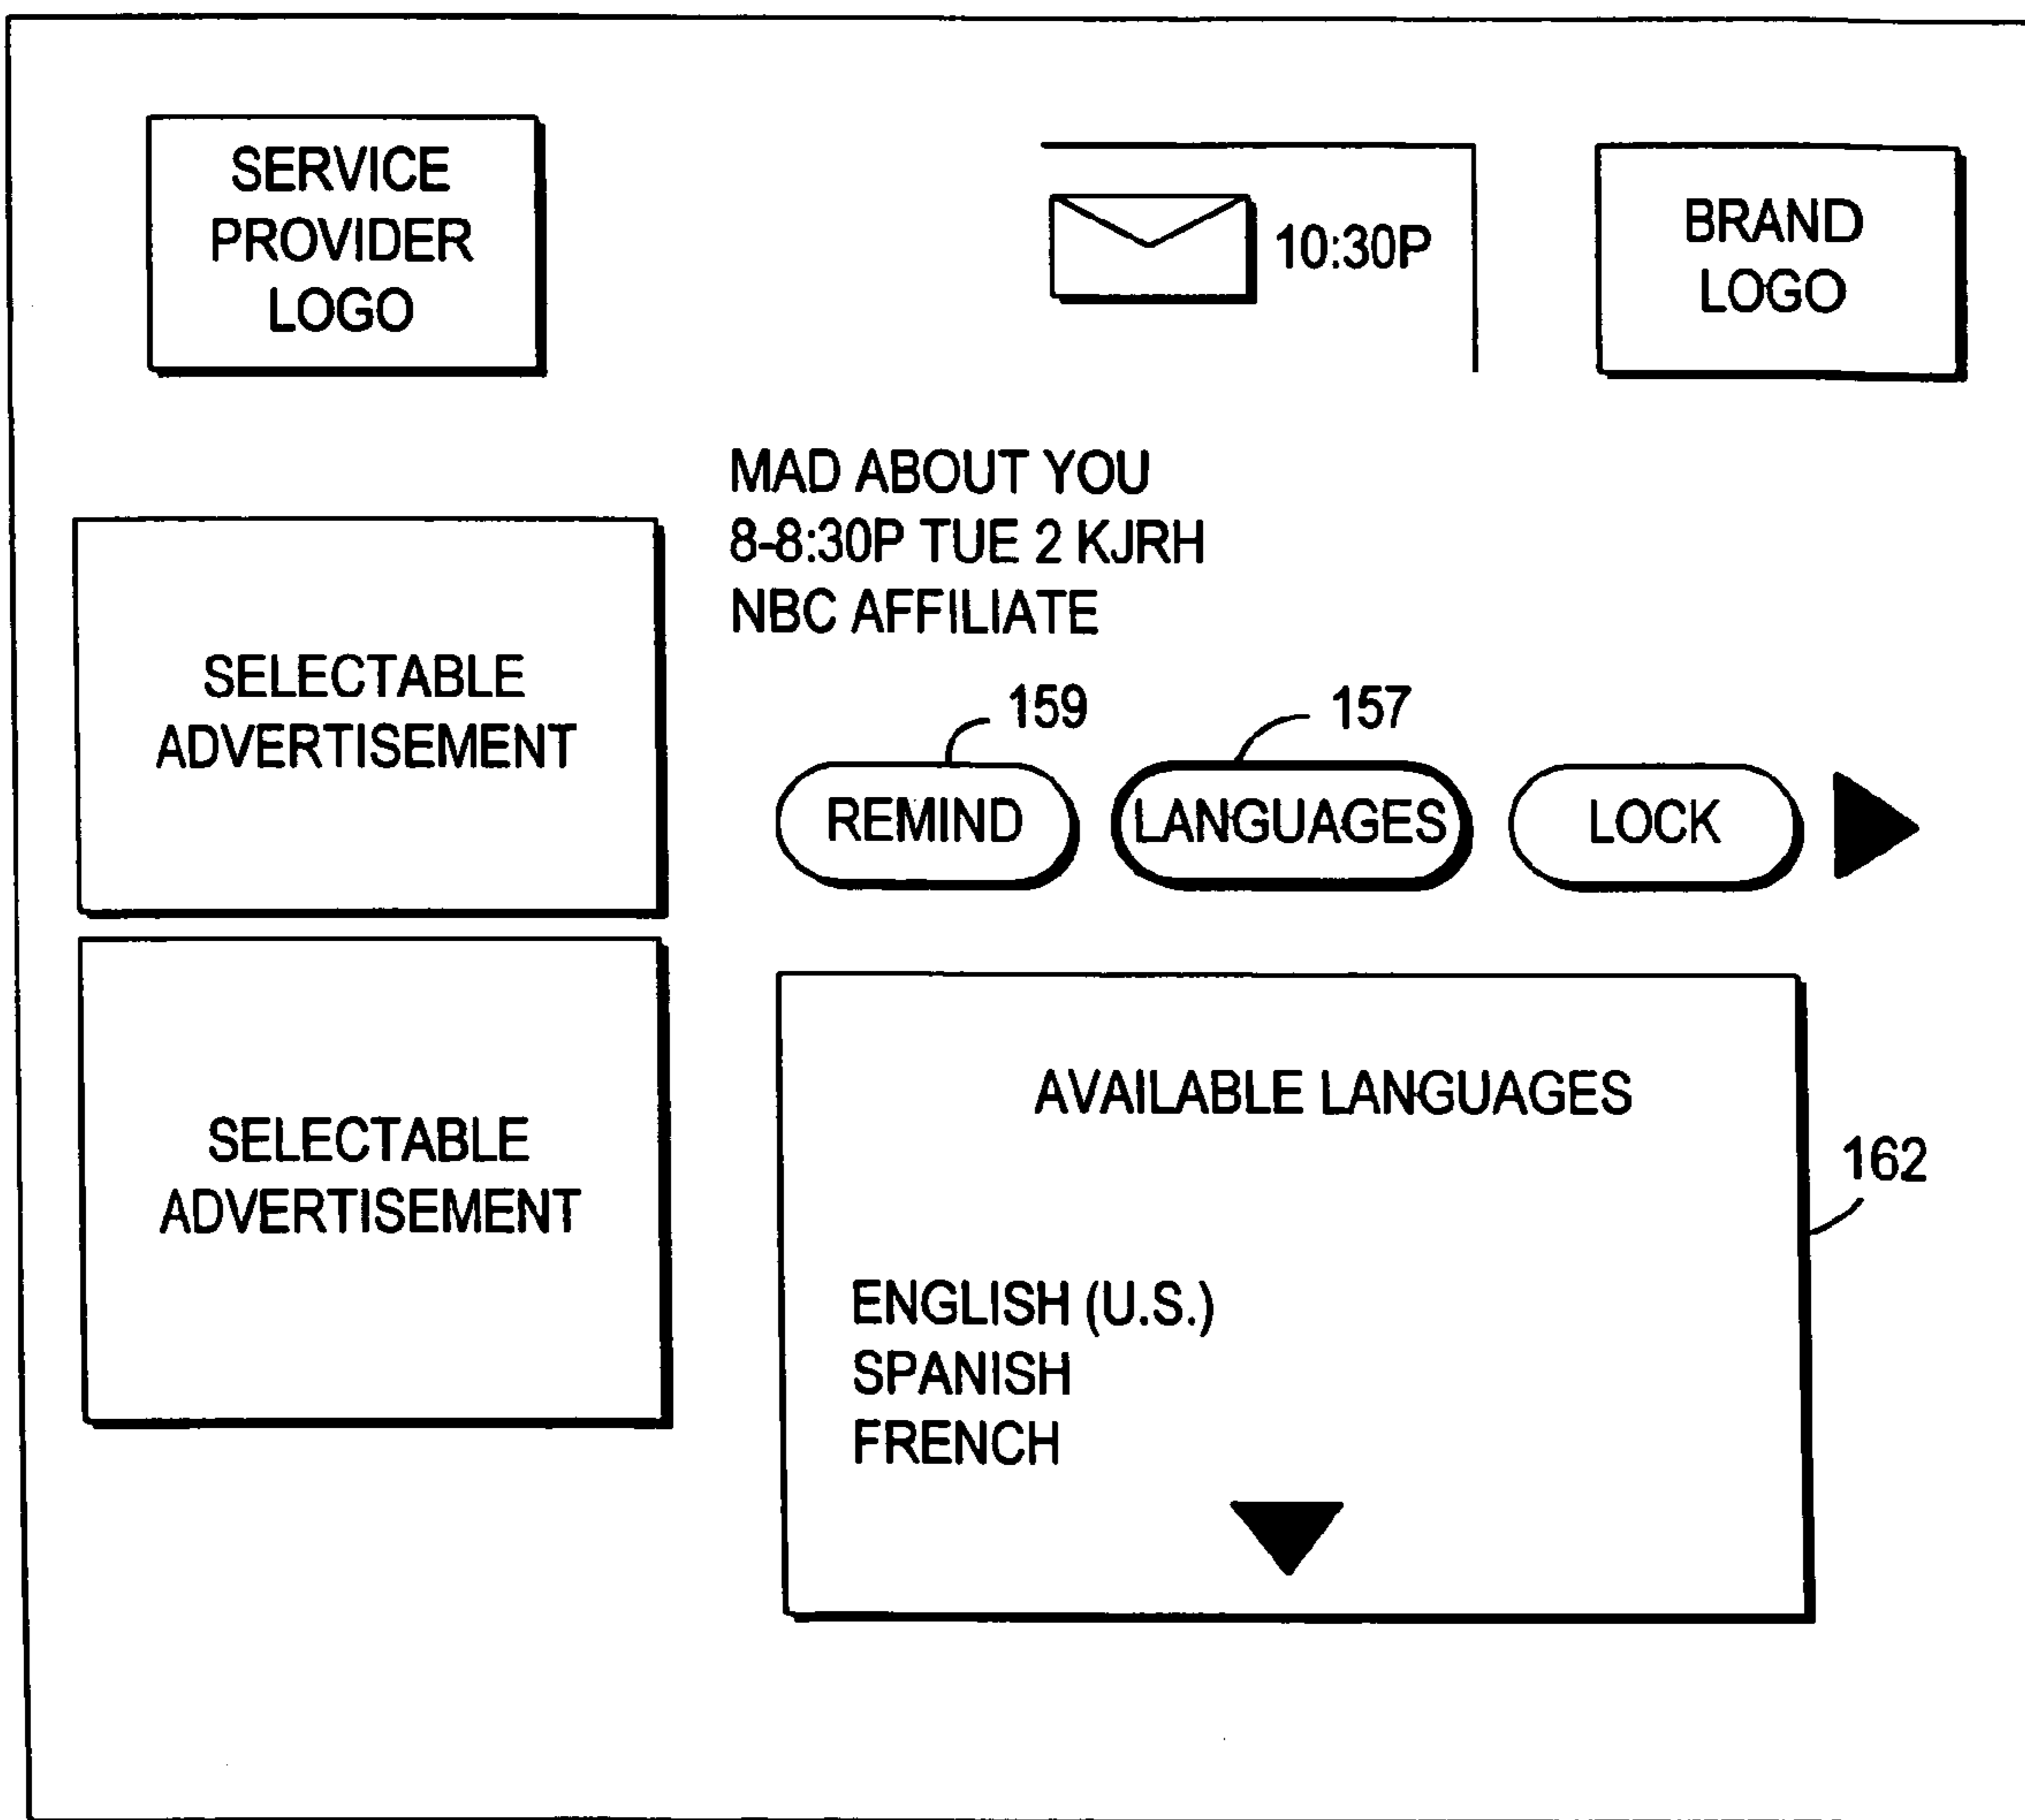 SERVICE
PROVIDER
LOGO
10:30P
BRAND
LOGO
MAD ABOUT YOU
8-8:30P TUE 2 KJRH
NBC AFFILIATE
SELECTABLE
ADVERTISEMENT
159
157
REMIND
LANGUAGES
LOCK
SELECTABLE
ADVERTISEMENT
AVAILABLE LANGUAGES
162
ENGLISH (U.S.)
SPANISH
FRENCH